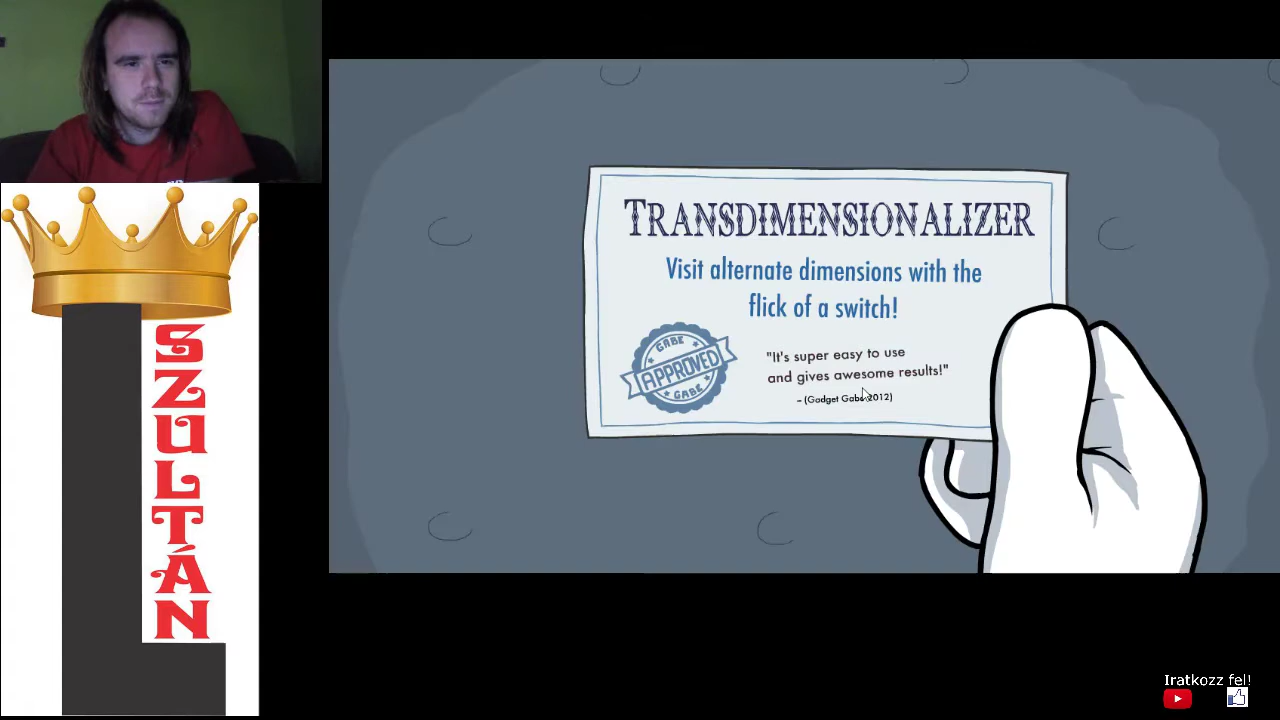 L
SZULTÁN
TRANSDIMENSIONALIZER
Visit alternate dimensions with the
flick of a switch!
GABE
APPROVED
GABE
"It's super easy to use
and gives awesome results!"
- (Gadget Gabe 2012)
Iratkozz fel!